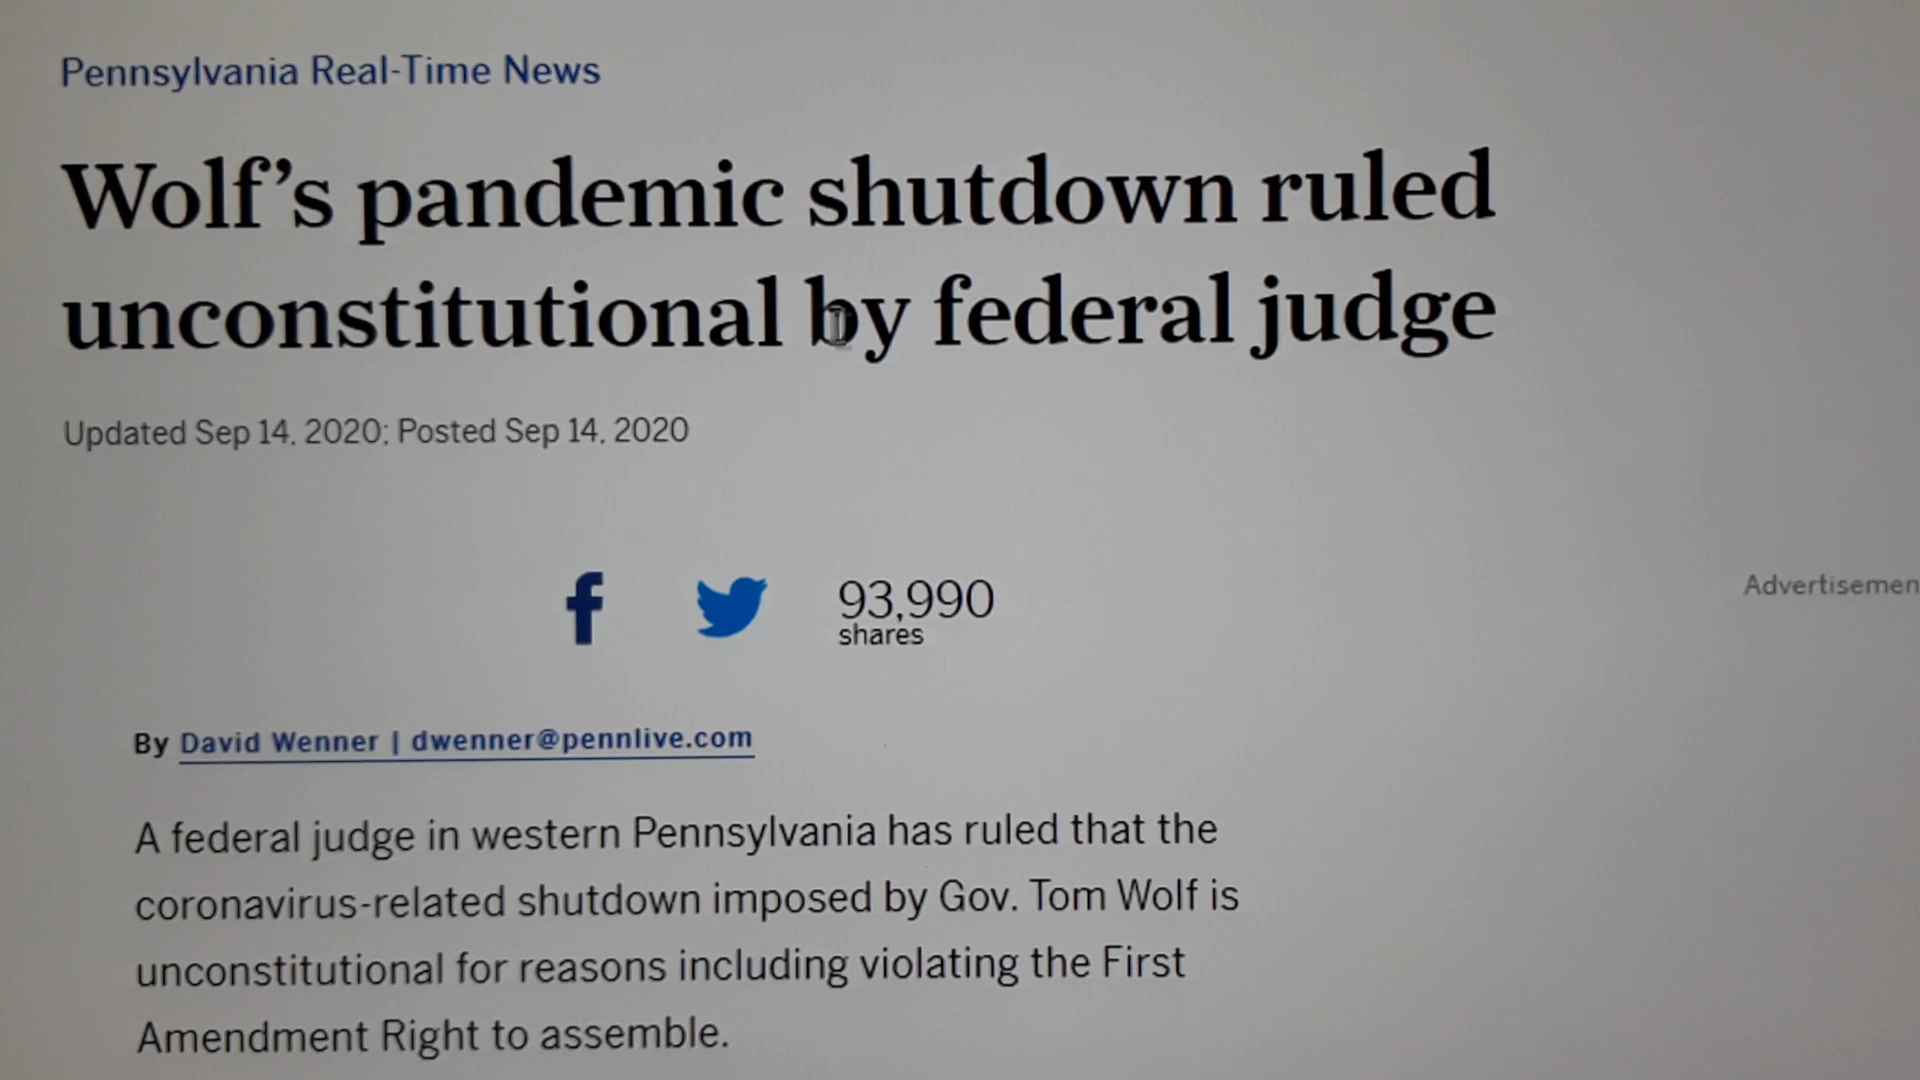 Pennsylvania Real-Time News
Wolf's pandemic shutdown ruled
unconstitutional by federal judge
Updated Sep 14, 2020; Posted Sep 14, 2020
93,990
shares
Advertisemen
By David Wenner | dwenner@pennlive.com
A federal judge in western Pennsylvania has ruled that the
coronavirus-related shutdown imposed by Gov. Tom Wolf is
unconstitutional for reasons including violating the First
Amendment Right to assemble.